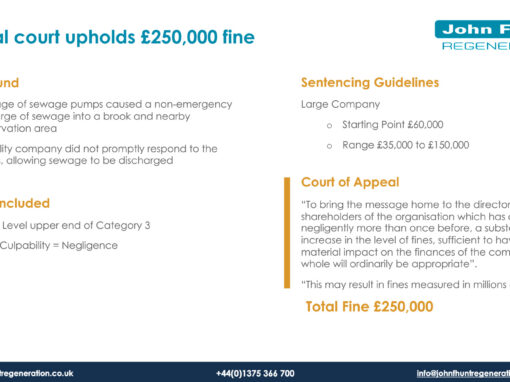 al court upholds £250,000 fine
John F
REGENER
und
age of sewage pumps caused a non-emergency
arge of sewage into a brook and nearby
rvation area
lity company did not promptly respond to the
s, allowing sewage to be discharged
ncluded
Level upper end of Category 3
Culpability = Negligence
Sentencing Guidelines
Large Company
o Starting Point £60,000
o Range £35,000 to £150,000
Court of Appeal
“To bring the message home to the director
shareholders of the organisation which has o
negligently more than once before, a subst
increase in the level of fines, sufficient to hav
material impact on the finances of the com
whole will ordinarily be appropriate”.
“This may result in fines measured in millions
Total Fine £250,000
tregeneration.co.uk
+44(0)1375 366 700
info@johnfhuntregenerati